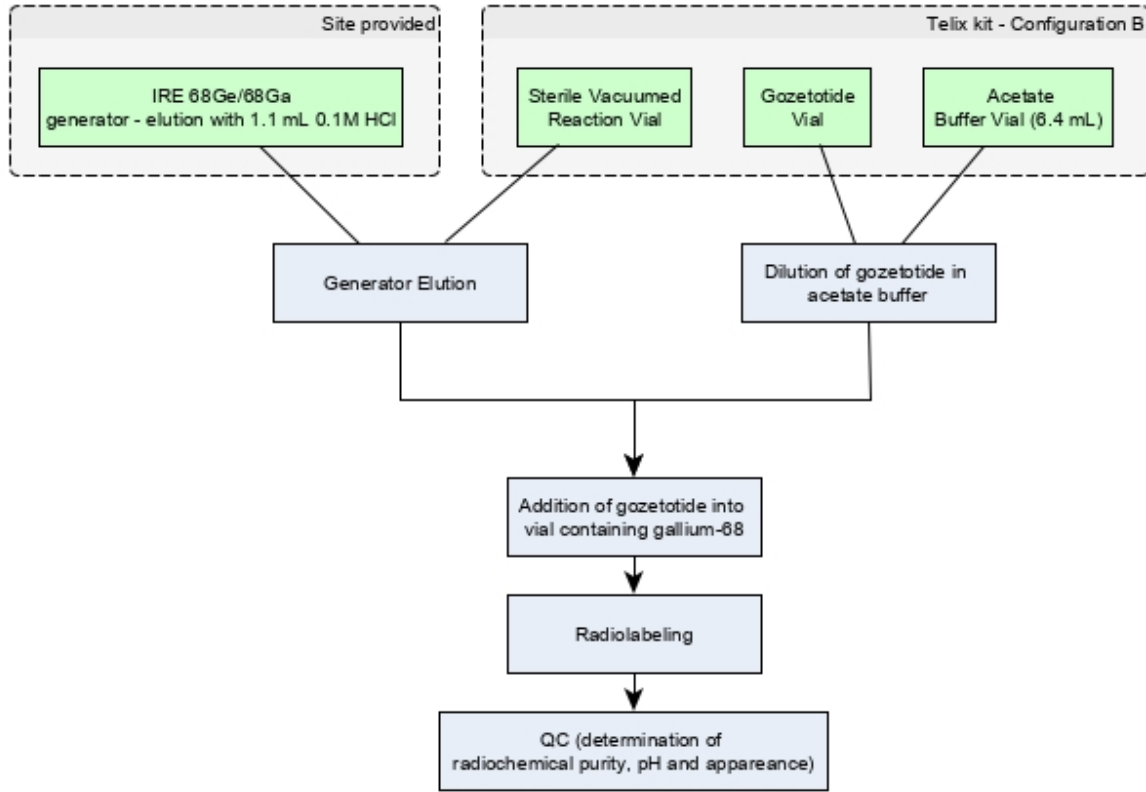 Site provided
Telix kit - Configuration B
IRE 68Ge/68Ga
generator - elution with 1.1 mL 0.1M HCl
Sterile Vacuumed
Reaction Vial
Gozetotide
Vial
Acetate
Buffer Vial (6.4 mL)
Generator Elution
Dilution of gozetotide in
acetate buffer
Addition of gozetotide into
vial containing gallium-68
Radiolabeling
QC (determination of
radiochemical purity, pH and appareance)